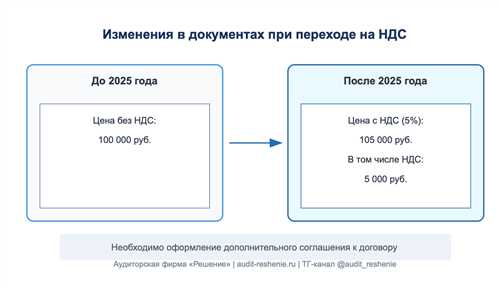 Изменения в документах при переходе на НДС
До 2025 года
Цена без НДС:
100 000 руб.
После 2025 года
Цена с НДС (5%):
105 000 руб.
В том числе НДС:
5 000 руб.
Необходимо оформление дополнительного соглашения к договору
Аудиторская фирма «Решение» | audit-reshenie.ru | ТГ-канал @audit_reshenie